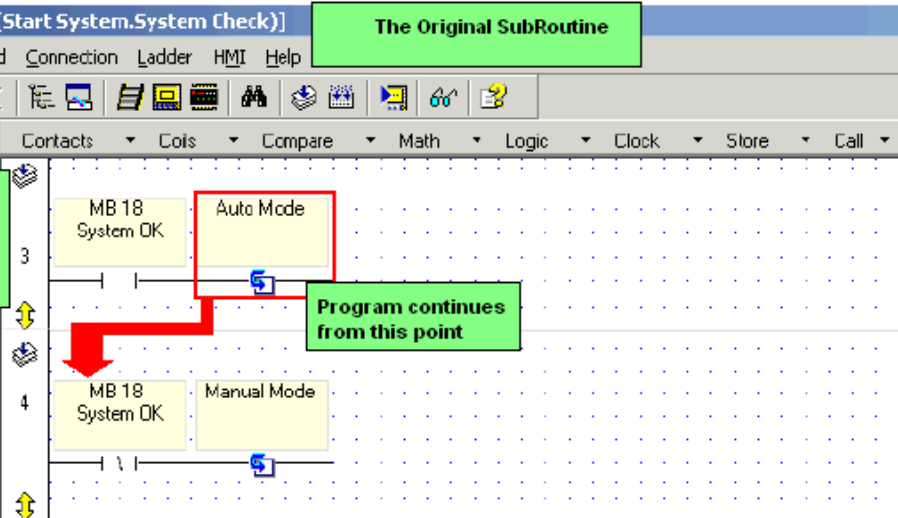 [Start System.System Check)]
The Original SubRoutine
Connection Ladder HMI Help
Contacts Coils Compare Math Logic Clock Store Call
MB 18
System OK
Auto Mode
3
Program continues
from this point
4
MB 18
System OK
Manual Mode